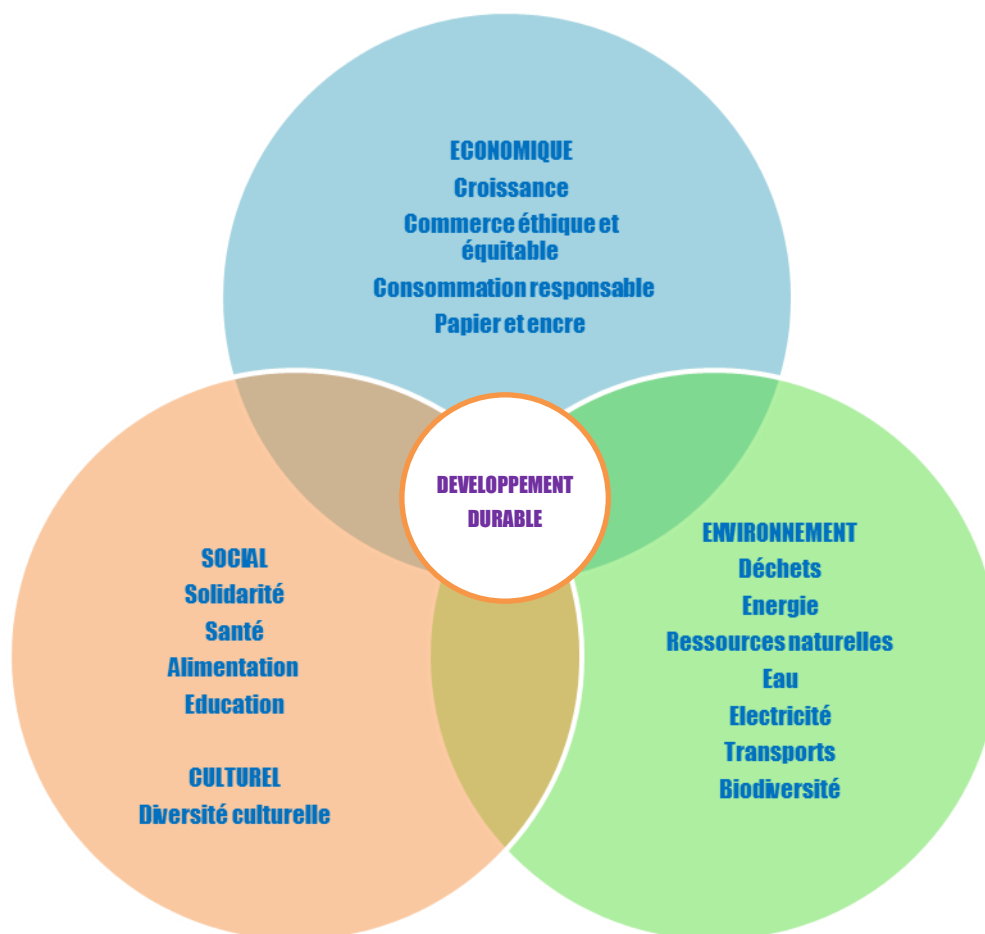 ECONOMIQUE
Croissance
Commerce éthique et
équitable
Consommation responsable
Papier et encre
DEVELOPPEMENT
DURABLE
SOCIAL
Solidarité
Santé
Alimentation
Education
CULTUREL
Diversité culturelle
ENVIRONNEMENT
Déchets
Energie
Ressources naturelles
Eau
Electricité
Transports
Biodiversité